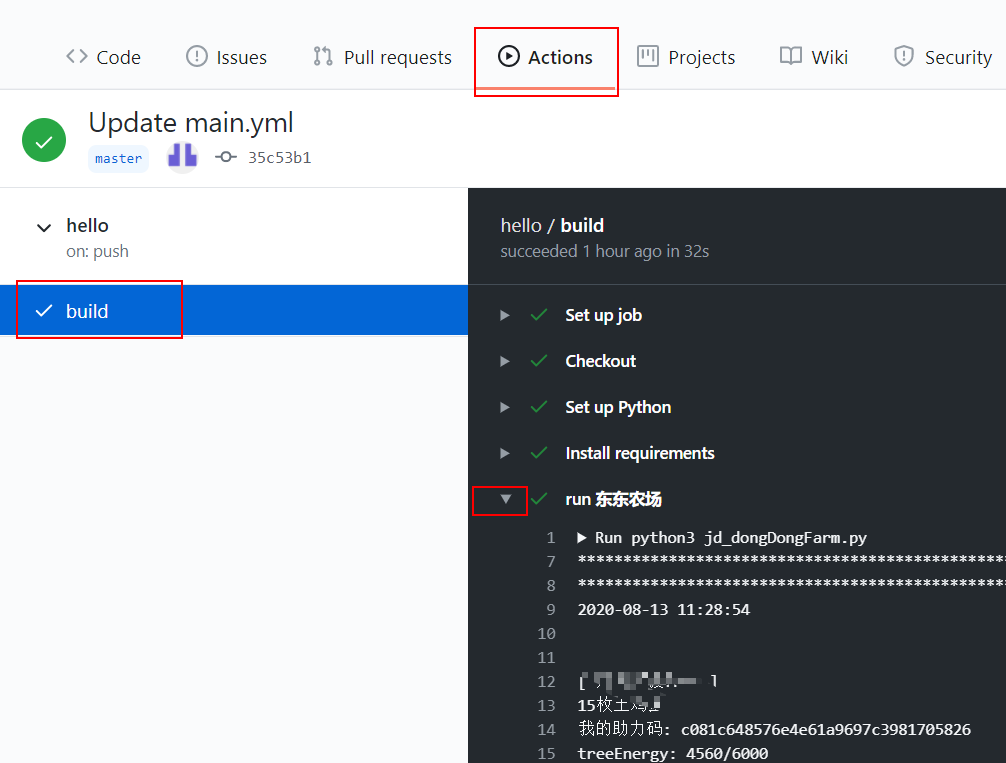 Code Issues Pull requests Actions Projects Wiki Security
Update main.yml
master 35c53b1
hello
on: push
build
hello / build
succeeded 1 hour ago in 32s
Set up job
Checkout
Set up Python
Install requirements
run 东东农场
1 Run python3 jd_dongDongFarm.py
7 ***********************************************
8 ***********************************************
9 2020-08-13 11:28:54
10
11
12 [
13 15枚土鸡
14 我的助力码: c081c648576e4e61a9697c3981705826
15 treeEnergy: 4560/6000